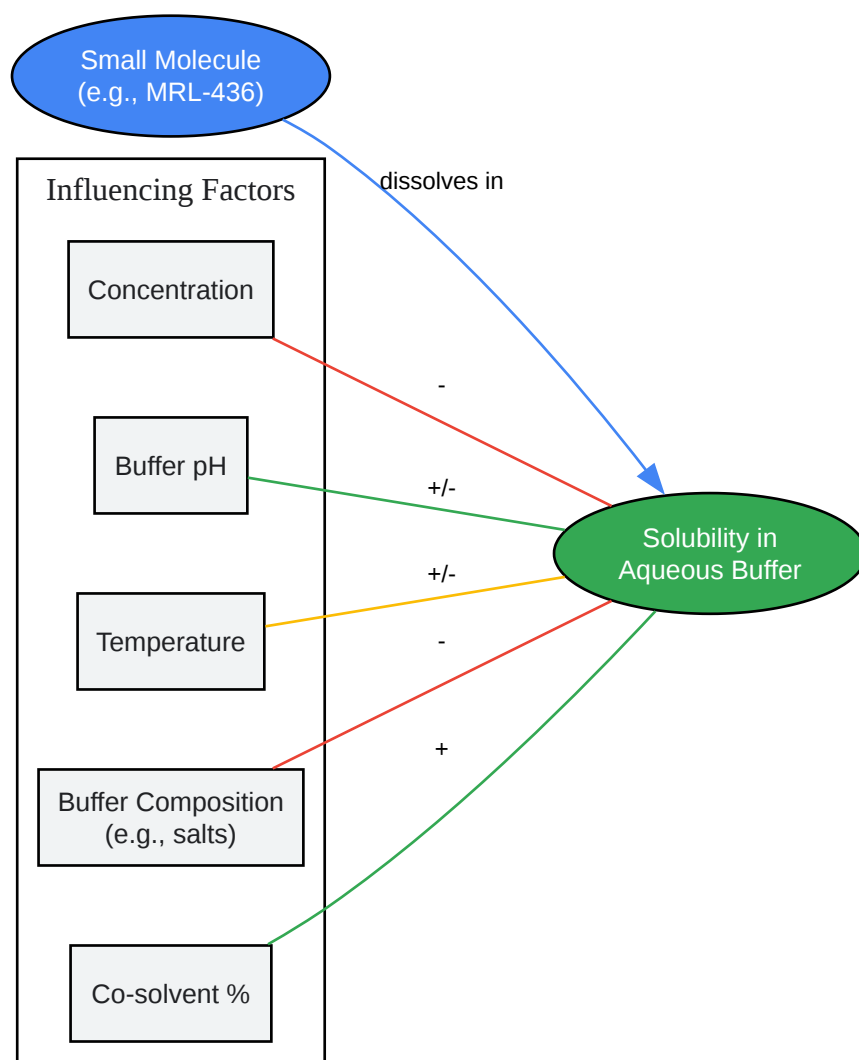 Small Molecule
(e.g., MRL-436)
dissolves in
Influencing Factors
Concentration
-
Buffer pH
+/-
Solubility in
Aqueous Buffer
+/-
Temperature
-
+
Buffer Composition
(e.g., salts)
Co-solvent %